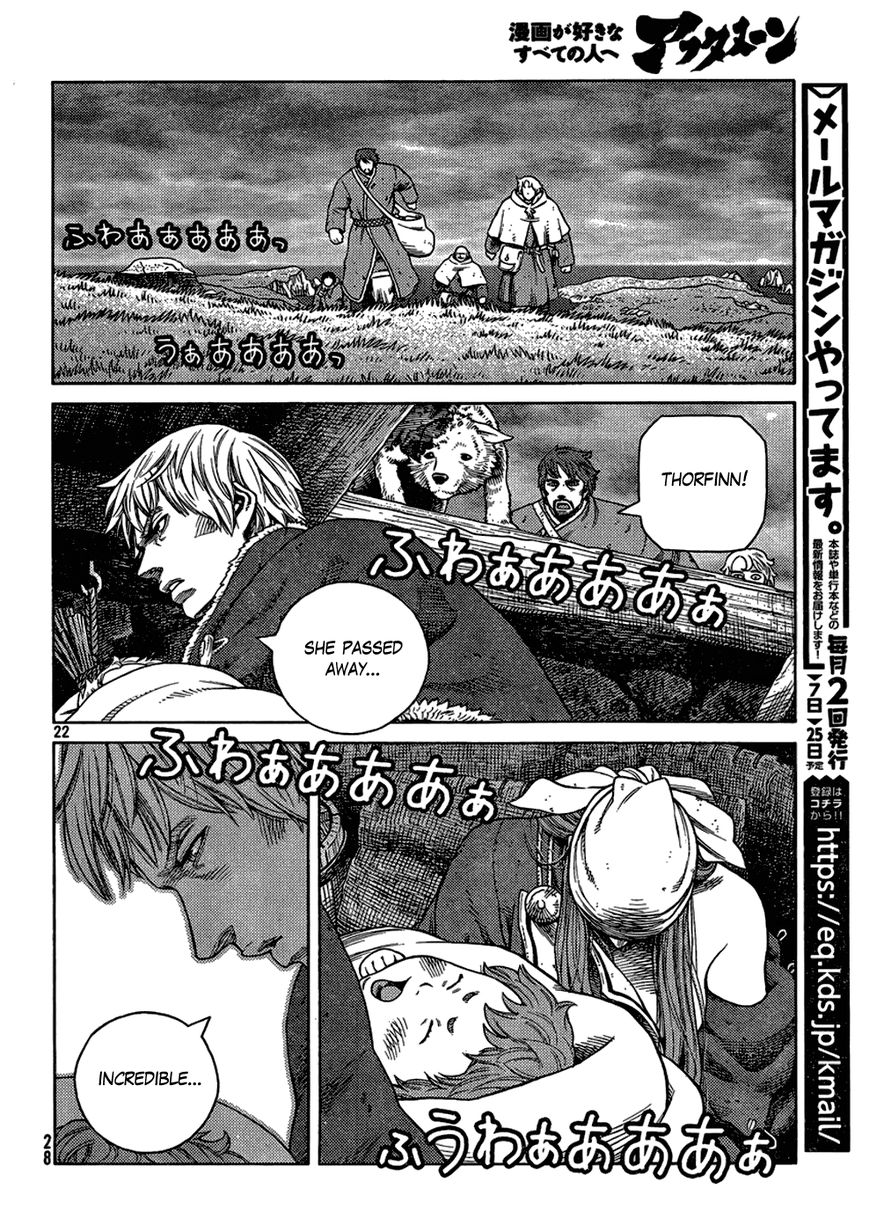 漫画が好きな
すべての人へ
アフタヌーン
ふわぁぁぁぁぁっ
うぁぁぁぁぁっ
THORFINN!
ふわぁぁぁぁぁ
SHE PASSED
AWAY...
22
ふわぁぁぁぁぁ
INCREDIBLE...
ふうわぁぁぁぁぁ
28
メールマガジンやってます。
本誌や単行本などの
最新情報をお届けします!
毎月2回発行
▼7日▼25日予定
登録は
コチラ
から!!
https://eq.kds.jp/kmail/